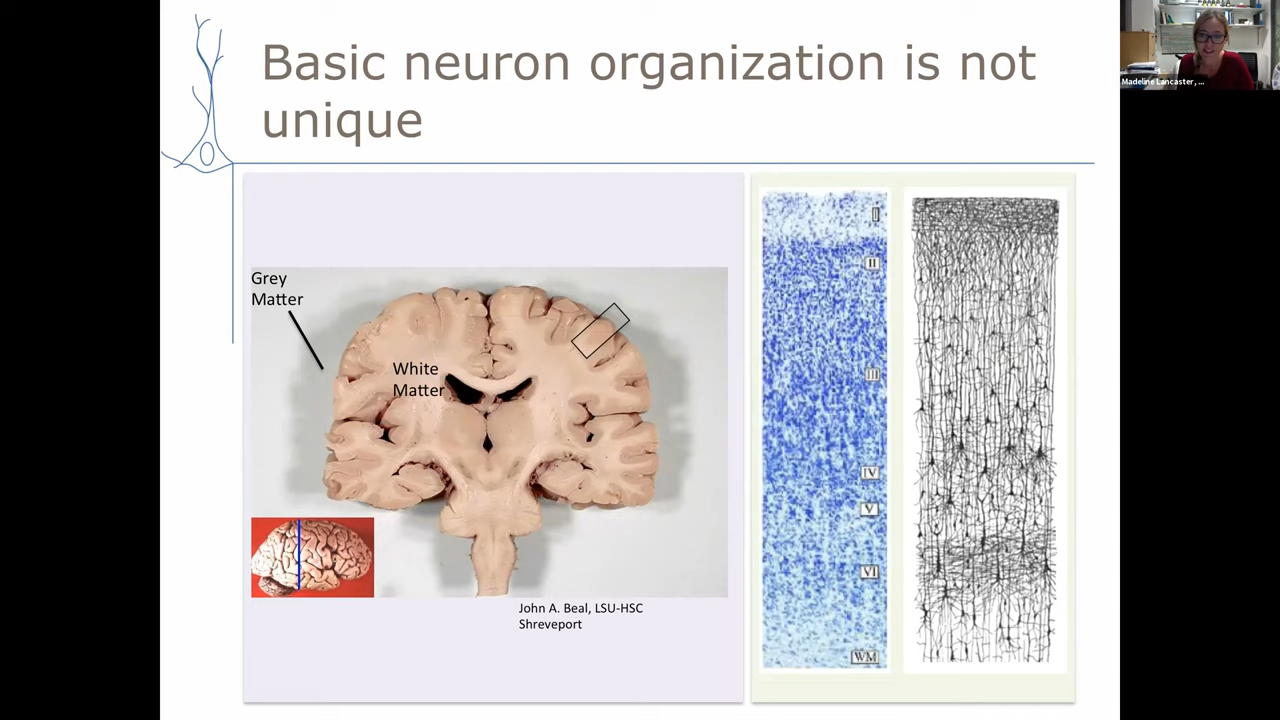 Basic neuron organization is not
unique
Madeline Lancaster, ...
Grey
Matter
White
Matter
John A. Beal, LSU-HSC
Shreveport
I
II
III
IV
V
VI
WM